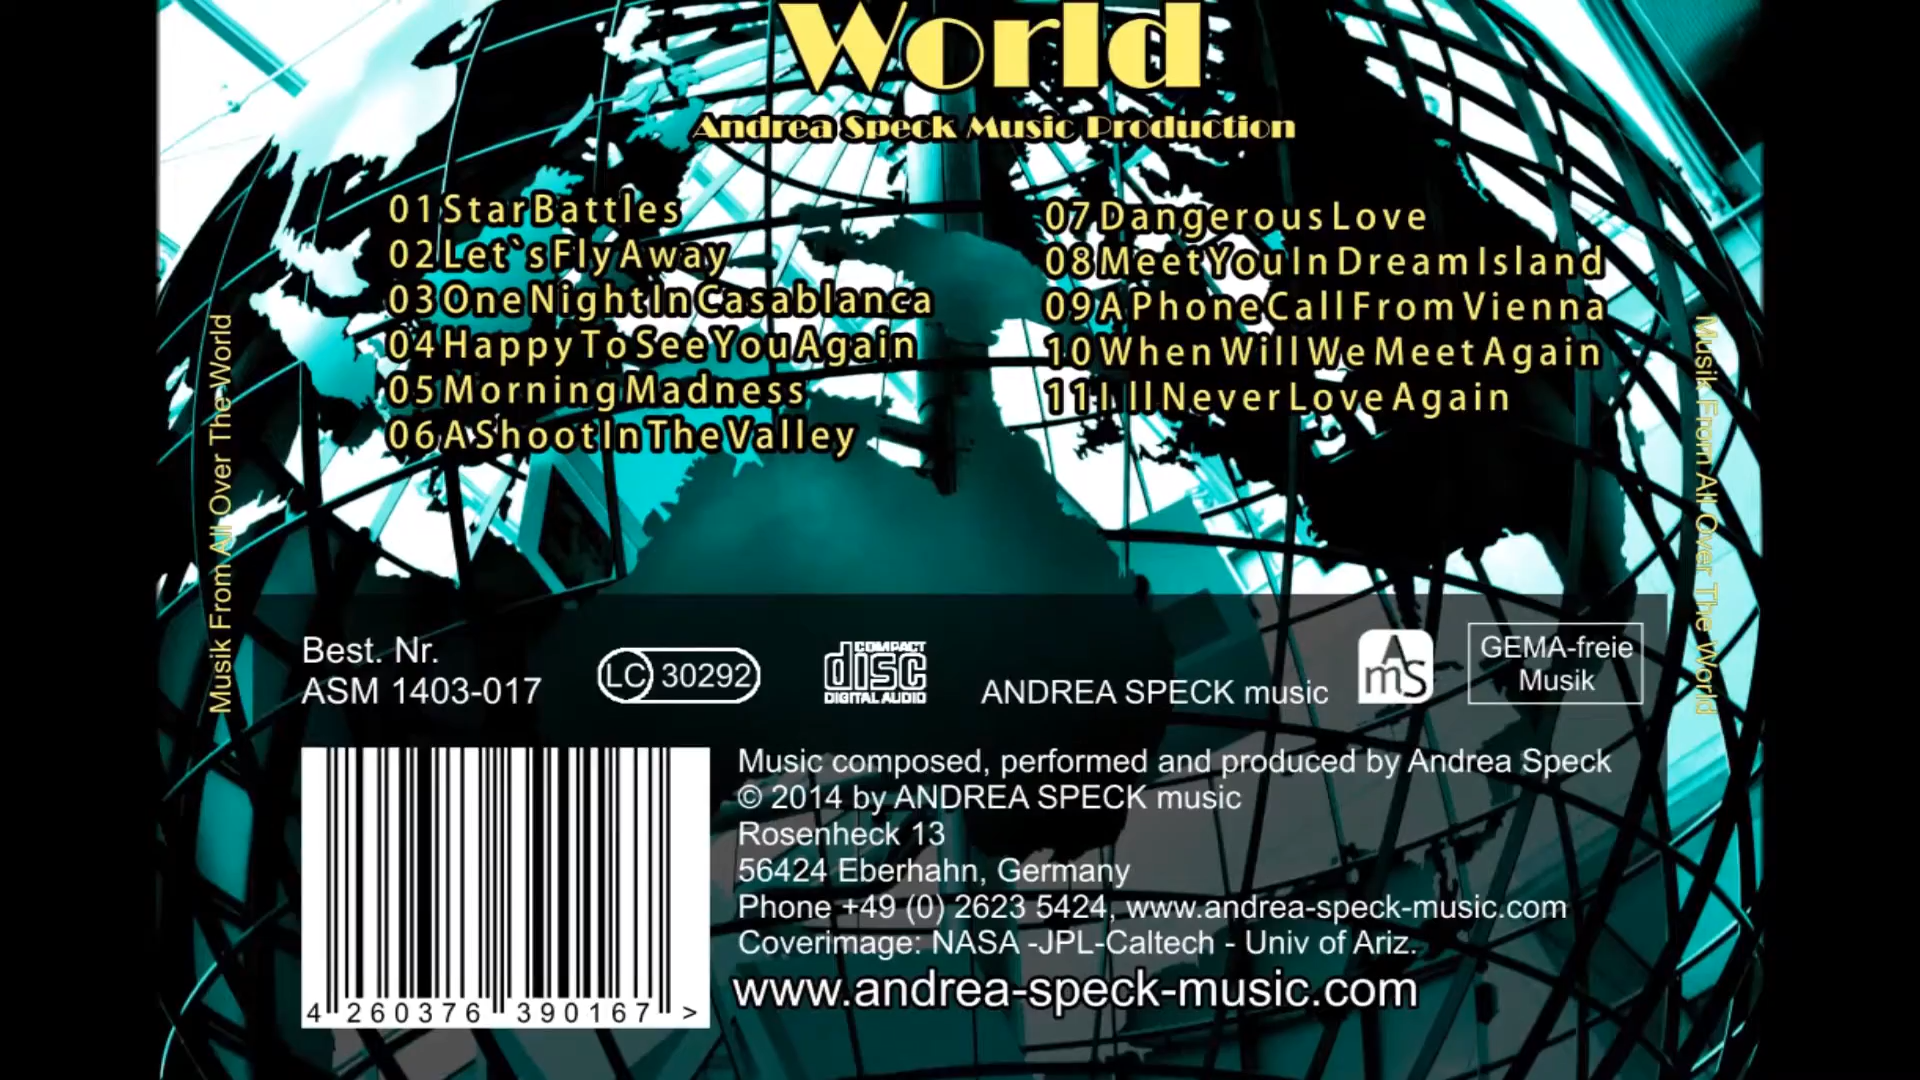 World
Andrea Speck Music Production
01 Star Battles
02 Let`s Fly Away
03 One Night In Casablanca
04 Happy To See You Again
05 Morning Madness
06 A Shoot In The Valley
07 Dangerous Love
08 Meet You In Dream Island
09 A Phone Call From Vienna
10 When Will We Meet Again
11 I ll Never Love Again
Musik From All Over The World
Musik From All Over The World
Best. Nr.
ASM 1403-017
LC 30292
COMPACT
disc
DIGITAL AUDIO
ANDREA SPECK music
AmS
GEMA-freie
Musik
Music composed, performed and produced by Andrea Speck
© 2014 by ANDREA SPECK music
Rosenheck 13
56424 Eberhahn, Germany
Phone +49 (0) 2623 5424, www.andrea-speck-music.com
Coverimage: NASA -JPL-Caltech - Univ of Ariz.
www.andrea-speck-music.com
4 260376 390167 >